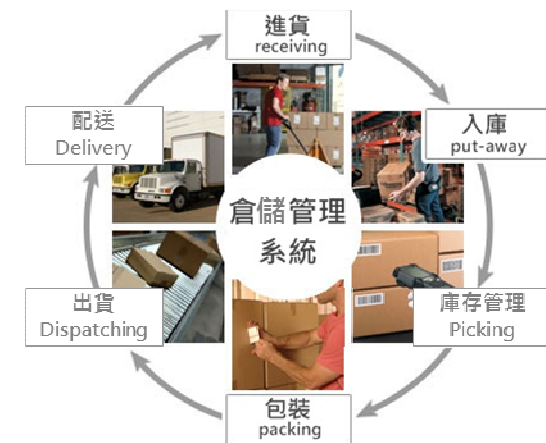 進貨
receiving
入庫
put-away
庫存管理
Picking
包裝
packing
出貨
Dispatching
配送
Delivery
倉儲管理
系統